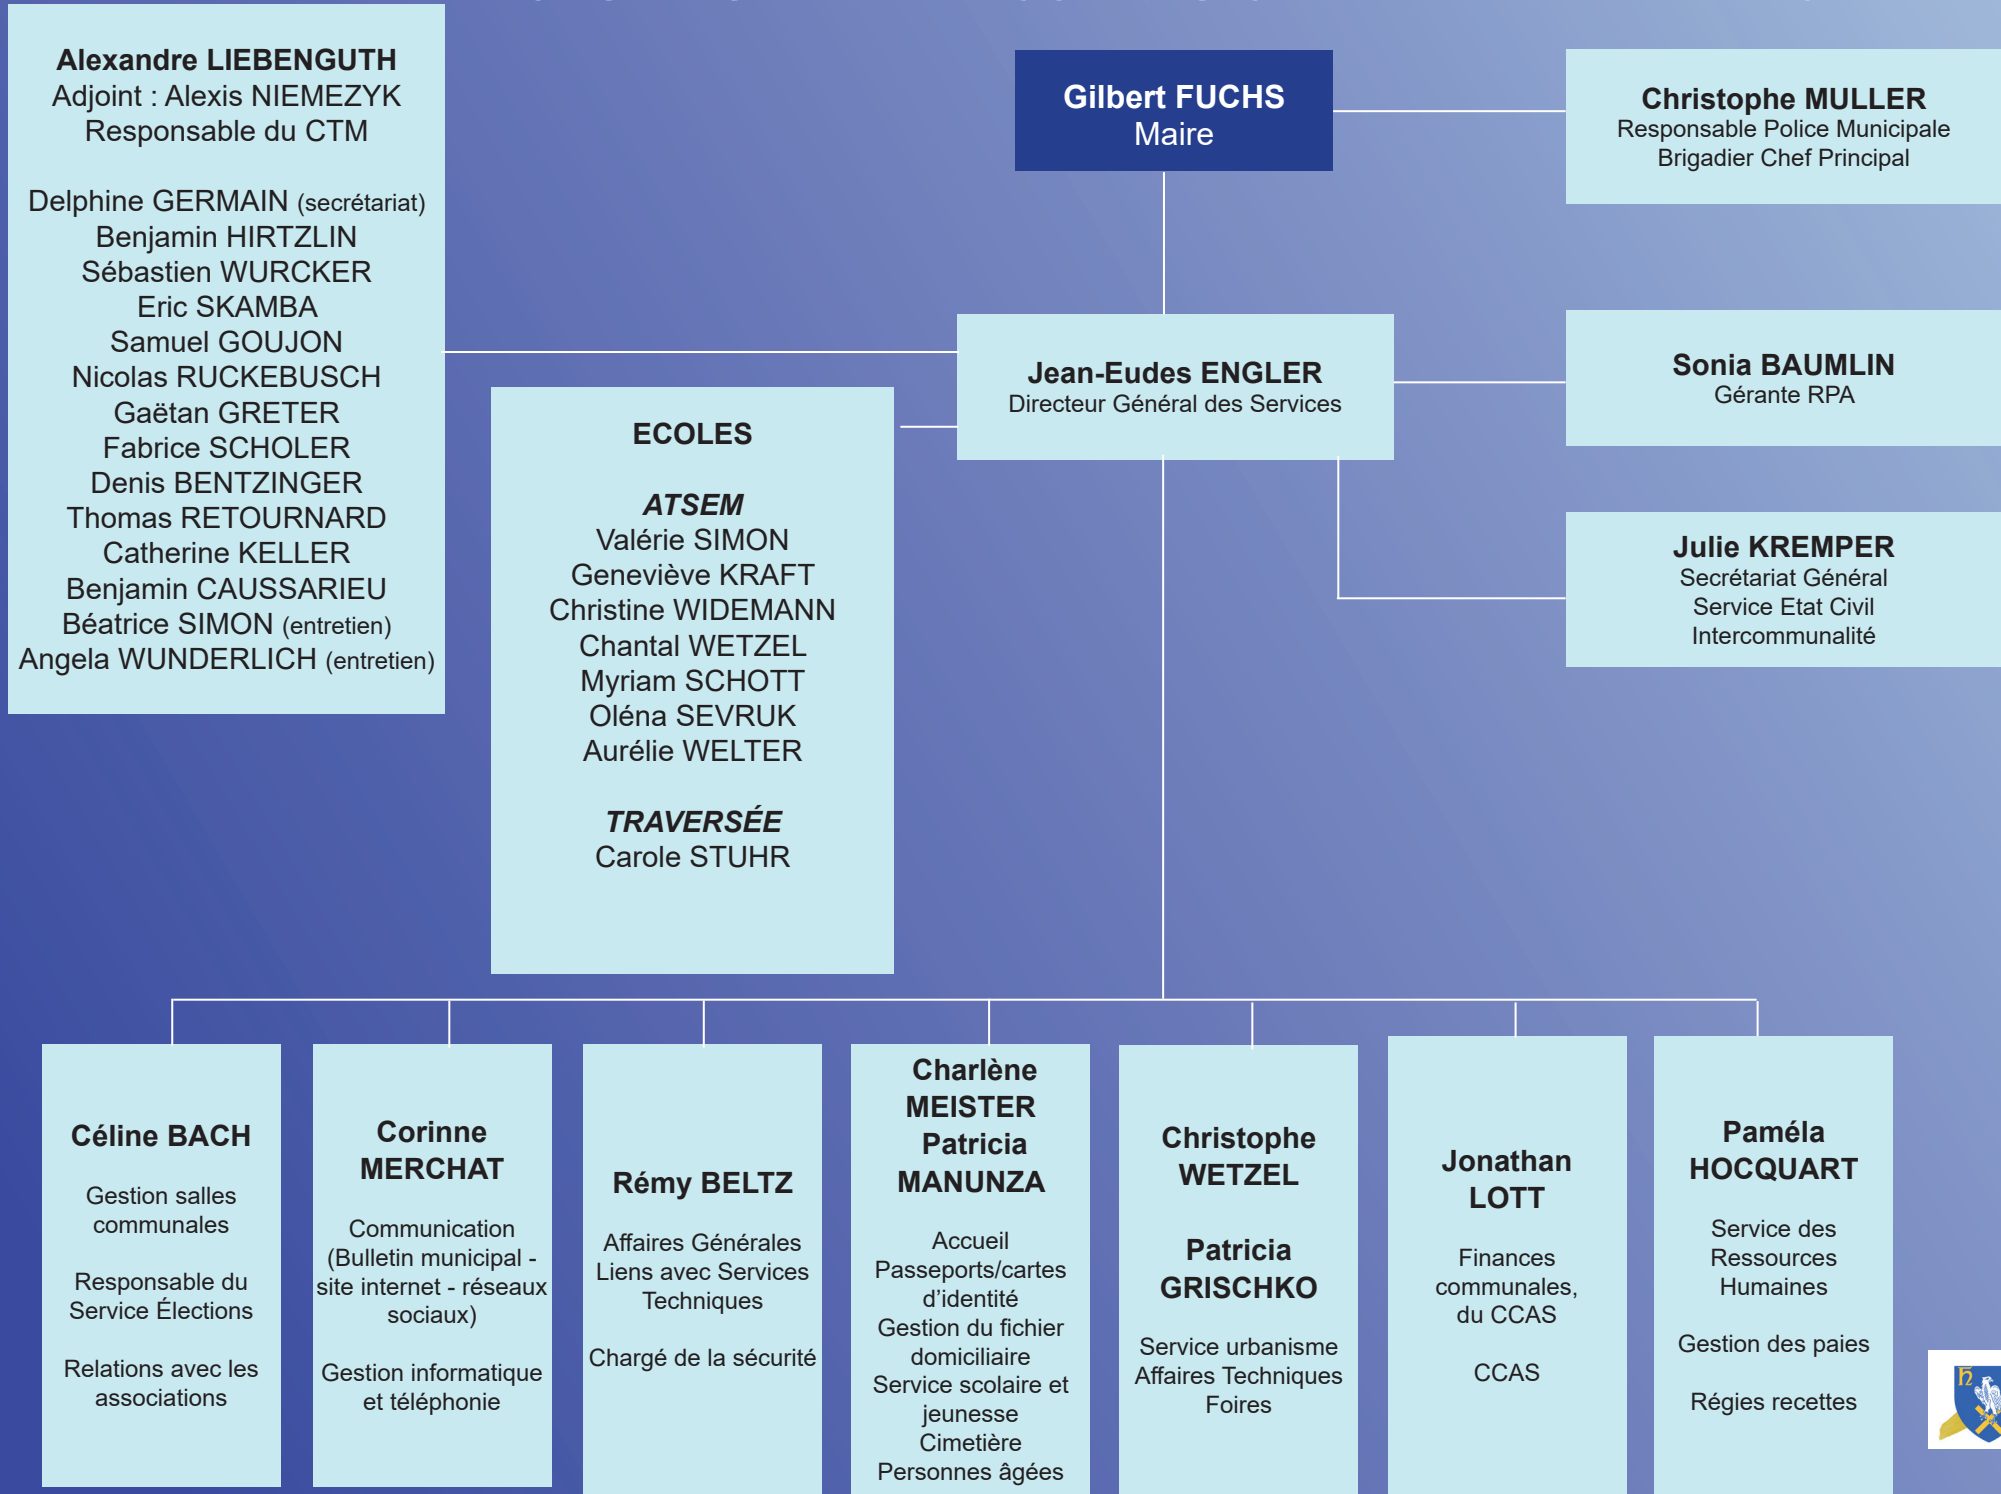 Alexandre LIEBENGUTH
Adjoint : Alexis NIEMEZYK
Responsable du CTM
Delphine GERMAIN (secrétariat)
Benjamin HIRTZLIN
Sébastien WURCKER
Eric SKAMBA
Samuel GOUJON
Nicolas RUCKEBUSCH
Gaëtan GRETER
Fabrice SCHOLER
Denis BENTZINGER
Thomas RETOURNARD
Catherine KELLER
Benjamin CAUSSARIEU
Béatrice SIMON (entretien)
Angela WUNDERLICH (entretien)
Gilbert FUCHS
Maire
Christophe MULLER
Responsable Police Municipale
Brigadier Chef Principal
Jean-Eudes ENGLER
Directeur Général des Services
Sonia BAUMLIN
Gérante RPA
Julie KREMPER
Secrétariat Général
Service Etat Civil
Intercommunalité
ECOLES
ATSEM
Valérie SIMON
Geneviève KRAFT
Christine WIDEMANN
Chantal WETZEL
Myriam SCHOTT
Oléna SEVRUK
Aurélie WELTER
TRAVERSÉE
Carole STUHR
Céline BACH
Gestion salles
communales
Responsable du
Service Élections
Relations avec les
associations
Corinne
MERCHAT
Communication
(Bulletin municipal -
site internet - réseaux
sociaux)
Gestion informatique
et téléphonie
Rémy BELTZ
Affaires Générales
Liens avec Services
Techniques
Chargé de la sécurité
Charlène
MEISTER
Patricia
MANUNZA
Accueil
Passeports/cartes
d’identité
Gestion du fichier
domiciliaire
Service scolaire et
jeunesse
Cimetière
Personnes âgées
Christophe
WETZEL
Patricia
GRISCHKO
Service urbanisme
Affaires Techniques
Foires
Jonathan
LOTT
Finances
communales,
du CCAS
CCAS
Paméla
HOCQUART
Service des
Ressources
Humaines
Gestion des paies
Régies recettes